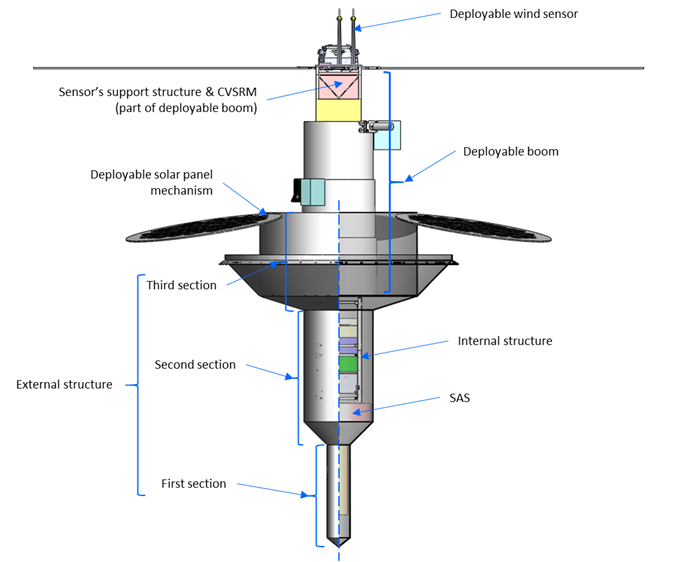 Deployable wind sensor
Sensor's support structure & CVSRM
(part of deployable boom)
Deployable boom
Deployable solar panel
mechanism
Third section
Internal structure
Second section
External structure
SAS
First section